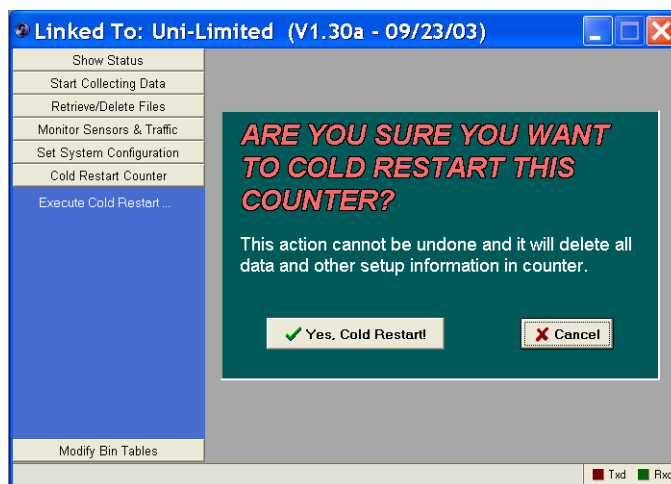 Linked To: Uni-Limited (V1.30a - 09/23/03)
Show Status
Start Collecting Data
Retrieve/Delete Files
Monitor Sensors & Traffic
Set System Configuration
Cold Restart Counter
Execute Cold Restart...
ARE YOU SURE YOU WANT
TO COLD RESTART THIS
COUNTER?
This action cannot be undone and it will delete all
data and other setup information in counter.
Yes, Cold Restart!
Cancel
Modify Bin Tables
Txd
Rxd